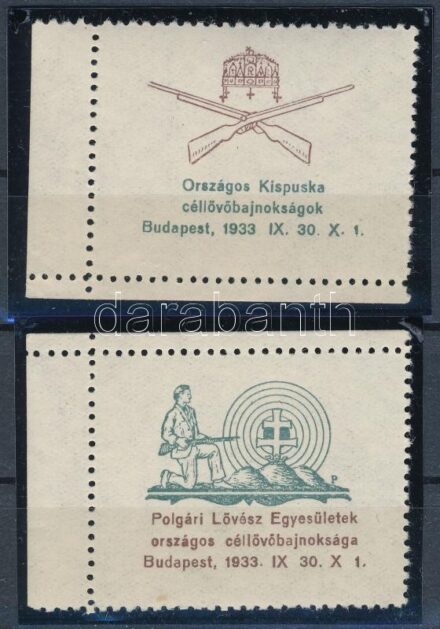 Országos Kispuska
céllövőbajnokságok
Budapest, 1933 IX. 30. X. 1.
darabanth
P
Polgári Lövész Egyesületek
országos céllövőbajnoksága
Budapest, 1933. IX 30. X 1.